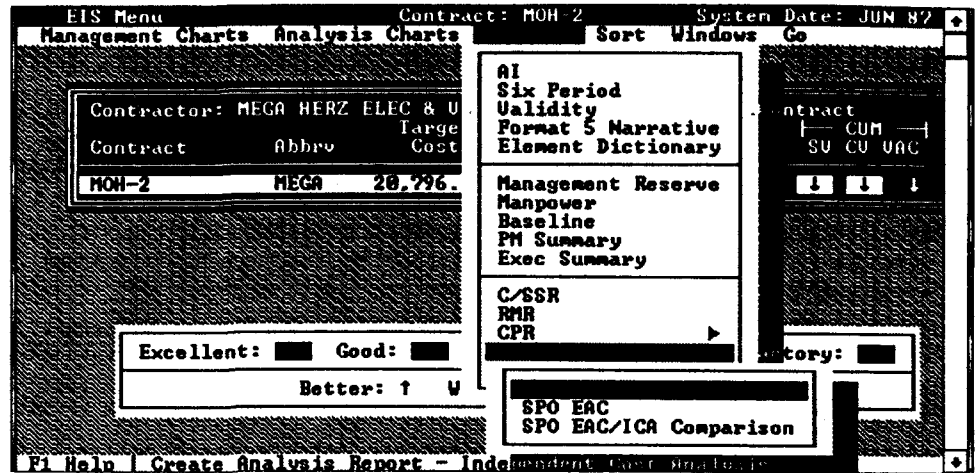 EIS Menu Contract: MOH-2 System Date: JUN 87
Management Charts Analysis Charts Sort Windows Go
AI
Six Period
Validity
Format 5 Narrative
Element Dictionary
Management Reserve
Manpower
Baseline
PM Summary
Exec Summary
C/SSR
RMR
CPR ▶
SPO EAC
SPO EAC/ICA Comparison
Contractor: MEGA HERZ ELEC & V
Targe
Contract Abbrv Cost
MOH-2 MEGA 20,796.
ntract
CUM
SV CV VAC
↓ ↓ ↓
Excellent: Good: tory:
Better: ↑ W
F1 Help | Create Analysis Report - Independent Cost Analysis